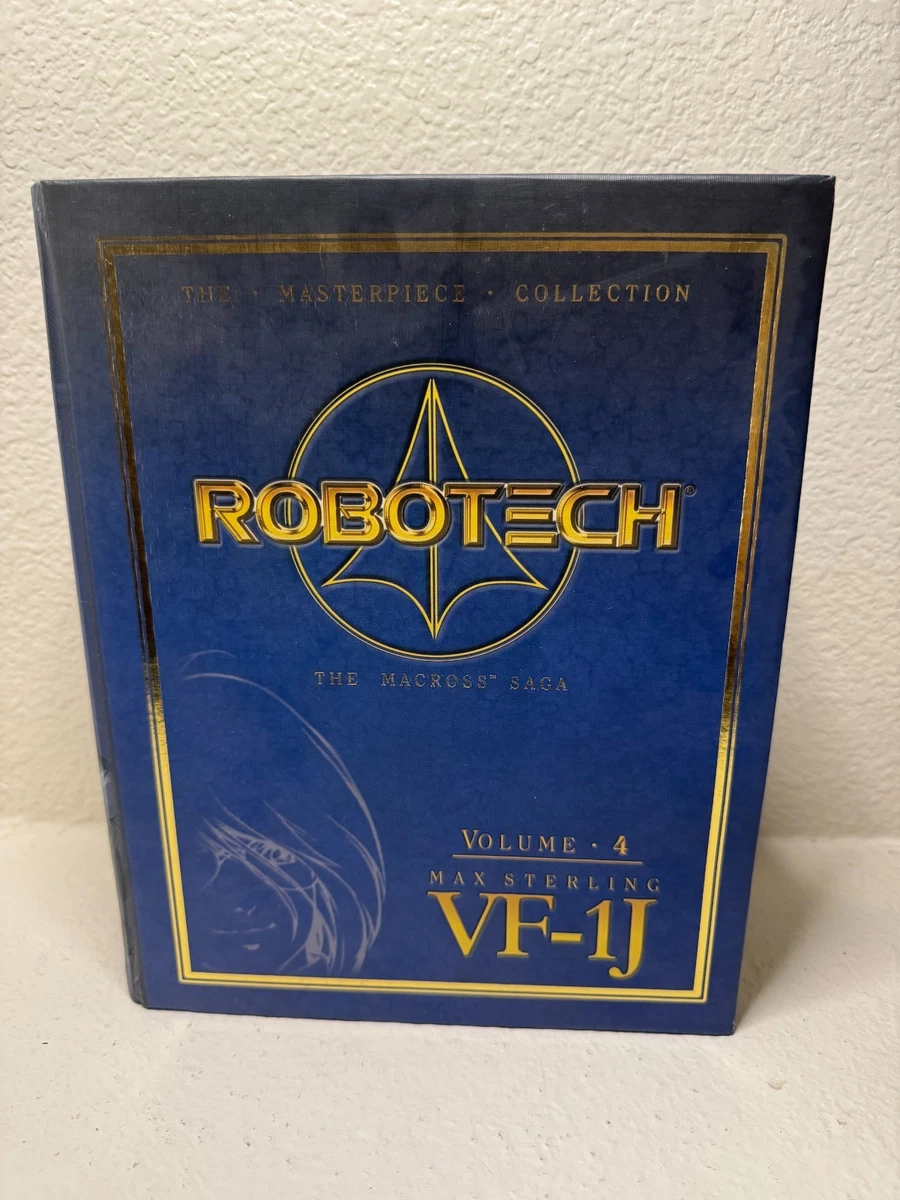 THE · MASTERPIECE · COLLECTION
ROBOTECH®
THE MACROSS™ SAGA
VOLUME · 4
MAX STERLING
VF-1J